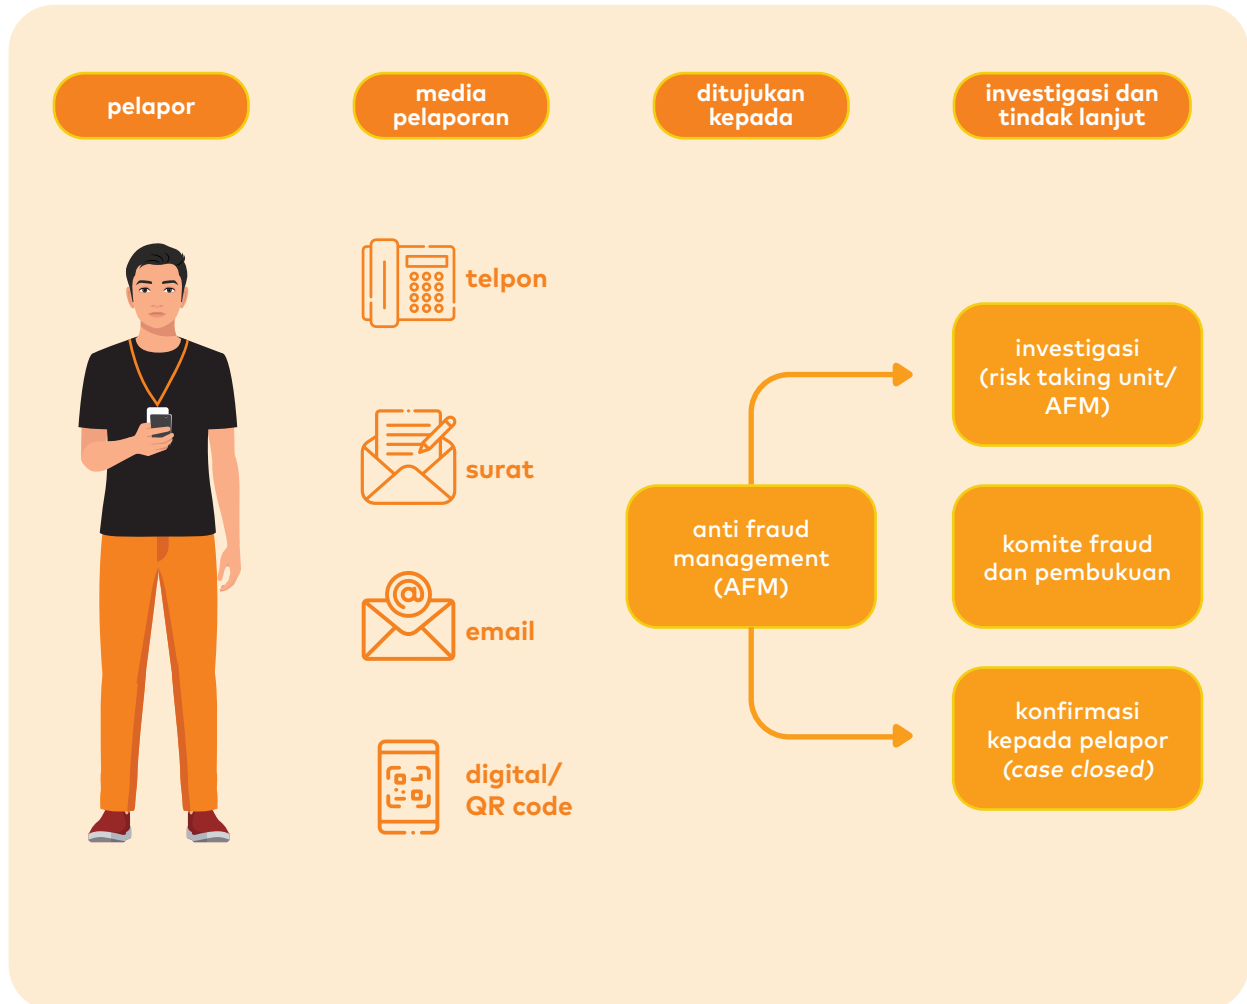 pelapor
media
pelaporan
ditujukan
kepada
investigasi dan
tindak lanjut
telpon
surat
email
digital/
QR code
anti fraud
management
(AFM)
investigasi
(risk taking unit/
AFM)
komite fraud
dan pembukuan
konfirmasi
kepada pelapor
(case closed)